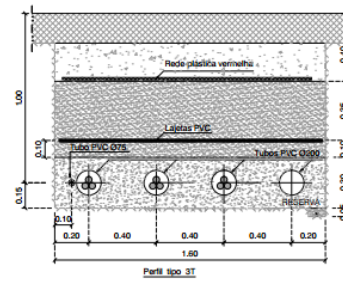 Rede plástica vermelha
1.00
Lajetas PVC
0.10
Tubo PVC Ø75
Tubos PVC Ø200
0.15
RESERVA
0.10
0.20
0.40
0.40
0.40
0.20
1.60
Perfil tipo 3T